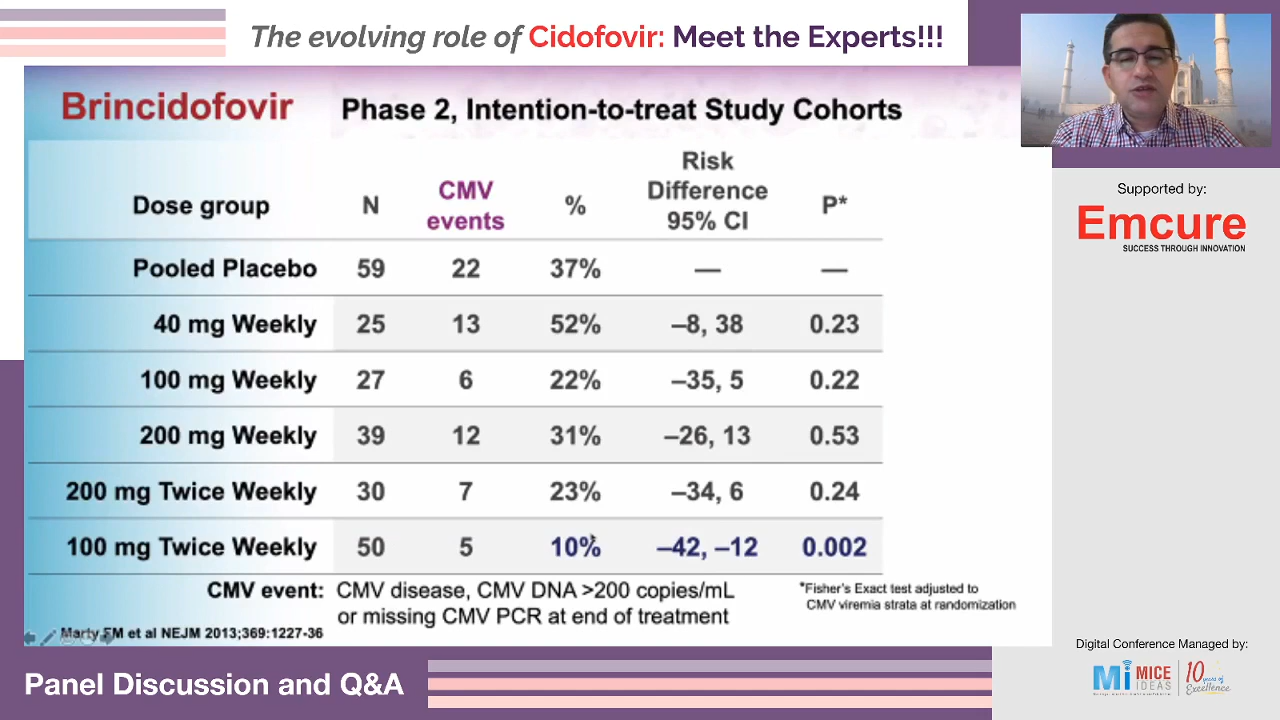 The evolving role of Cidofovir: Meet the Experts!!!
Brincidofovir Phase 2, Intention-to-treat Study Cohorts
Dose group N CMV events % Risk Difference 95% CI P*
Pooled Placebo 59 22 37% — —
40 mg Weekly 25 13 52% –8, 38 0.23
100 mg Weekly 27 6 22% –35, 5 0.22
200 mg Weekly 39 12 31% –26, 13 0.53
200 mg Twice Weekly 30 7 23% –34, 6 0.24
100 mg Twice Weekly 50 5 10% –42, –12 0.002
CMV event: CMV disease, CMV DNA >200 copies/mL
or missing CMV PCR at end of treatment
*Fisher's Exact test adjusted to
CMV viremia strata at randomization
Marty FM et al NEJM 2013;369:1227-36
Supported by:
Emcure
SUCCESS THROUGH INNOVATION
Digital Conference Managed by:
Mi MICE
IDEAS
10 years of
Excellence
Panel Discussion and Q&A